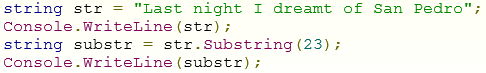 string str = "Last night I dreamt of San Pedro";
Console.WriteLine(str);
string substr = str.Substring(23);
Console.WriteLine(substr);